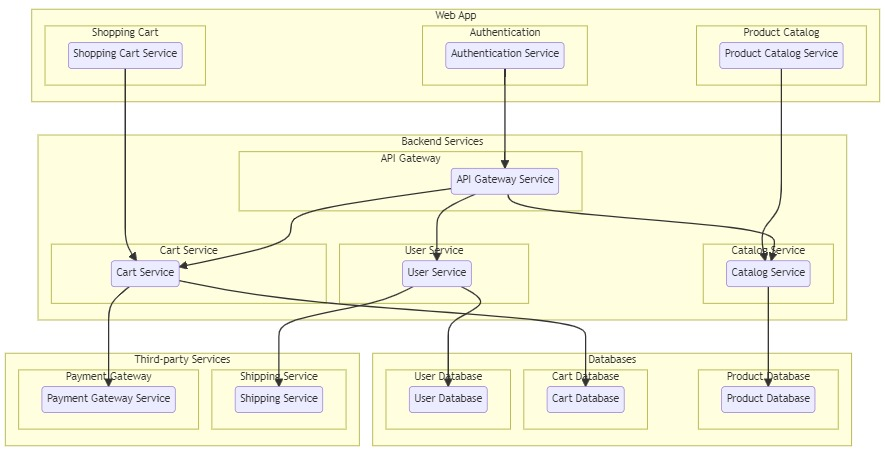 Web App
Shopping Cart
Authentication
Product Catalog
Shopping Cart Service
Authentication Service
Product Catalog Service
Backend Services
API Gateway
API Gateway Service
Cart Service
User Service
Catalog Service
Cart Service
User Service
Catalog Service
Third-party Services
Databases
Payment Gateway
Shipping Service
User Database
Cart Database
Product Database
Payment Gateway Service
Shipping Service
User Database
Cart Database
Product Database